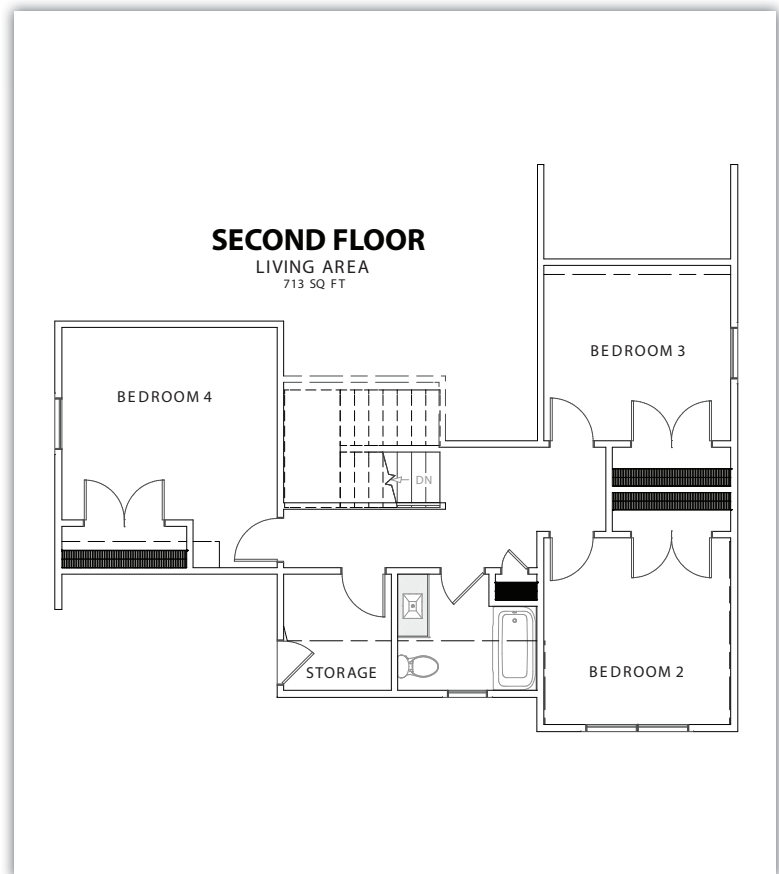 SECOND FLOOR
LIVING AREA
713 SQ FT
BEDROOM 3
BEDROOM 4
DN
STORAGE
BEDROOM 2